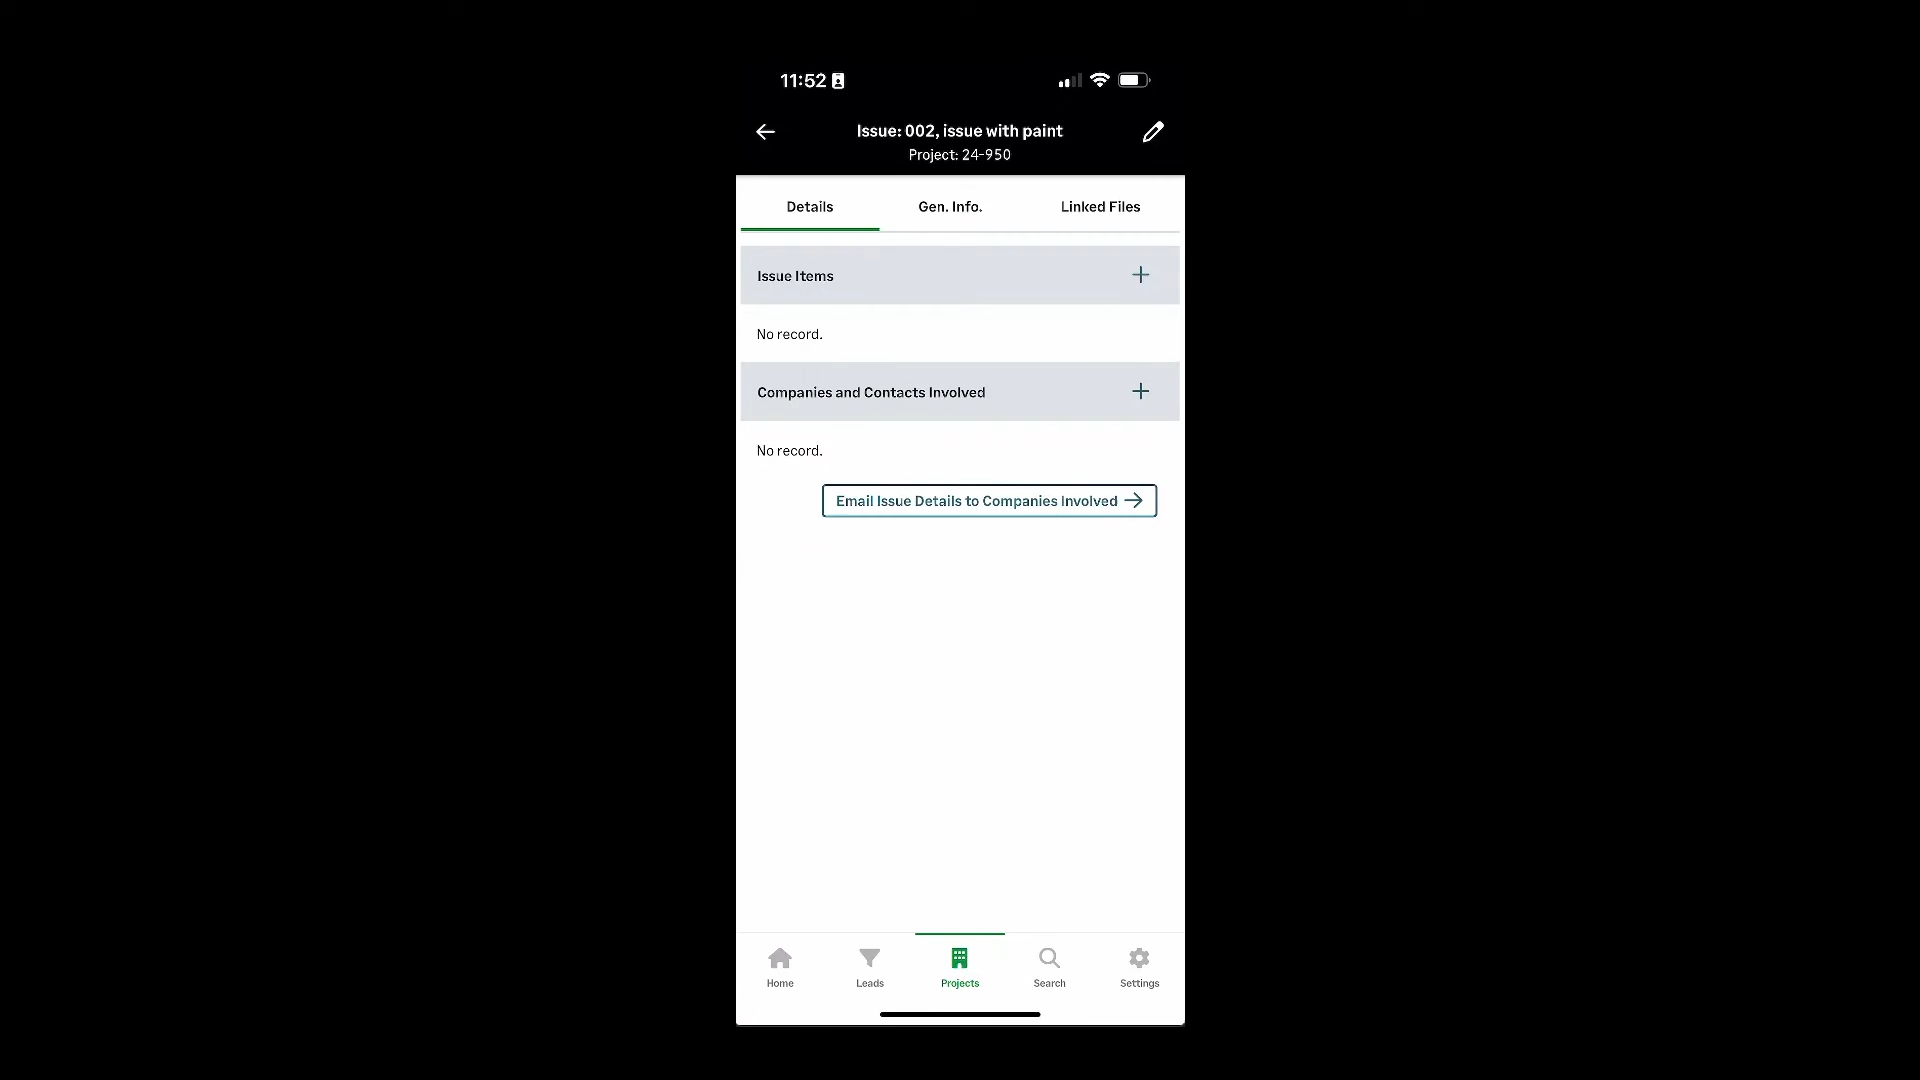 11:52
Issue: 002, issue with paint
Project: 24-950
Details Gen. Info. Linked Files
Issue Items
No record.
Companies and Contacts Involved
No record.
Email Issue Details to Companies Involved
Home Leads Projects Search Settings